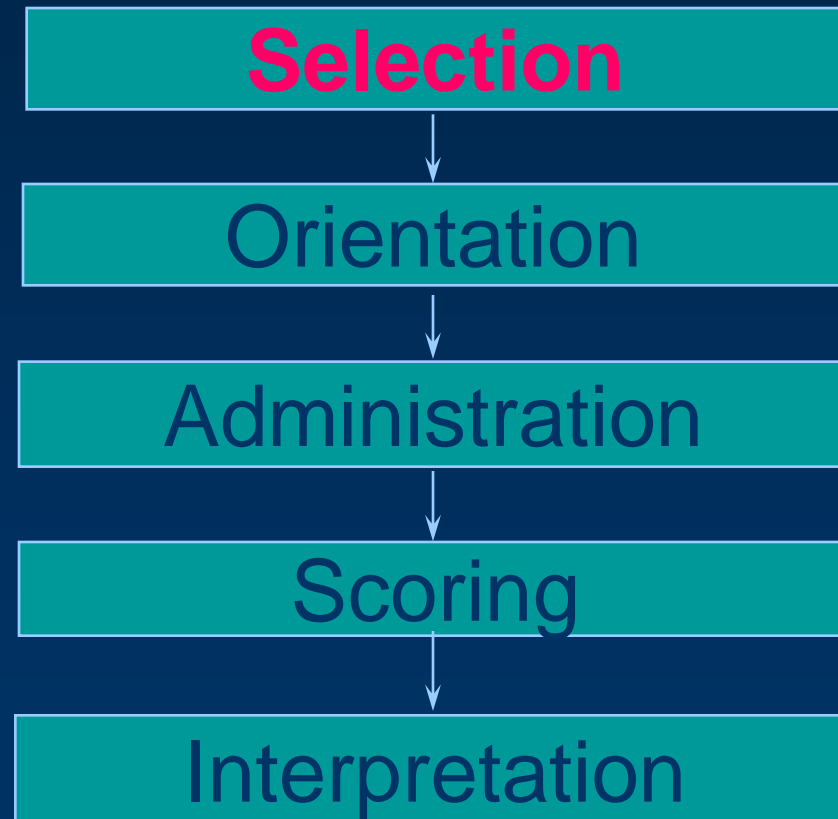 Selection
Orientation
Administration
Scoring
Interpretation